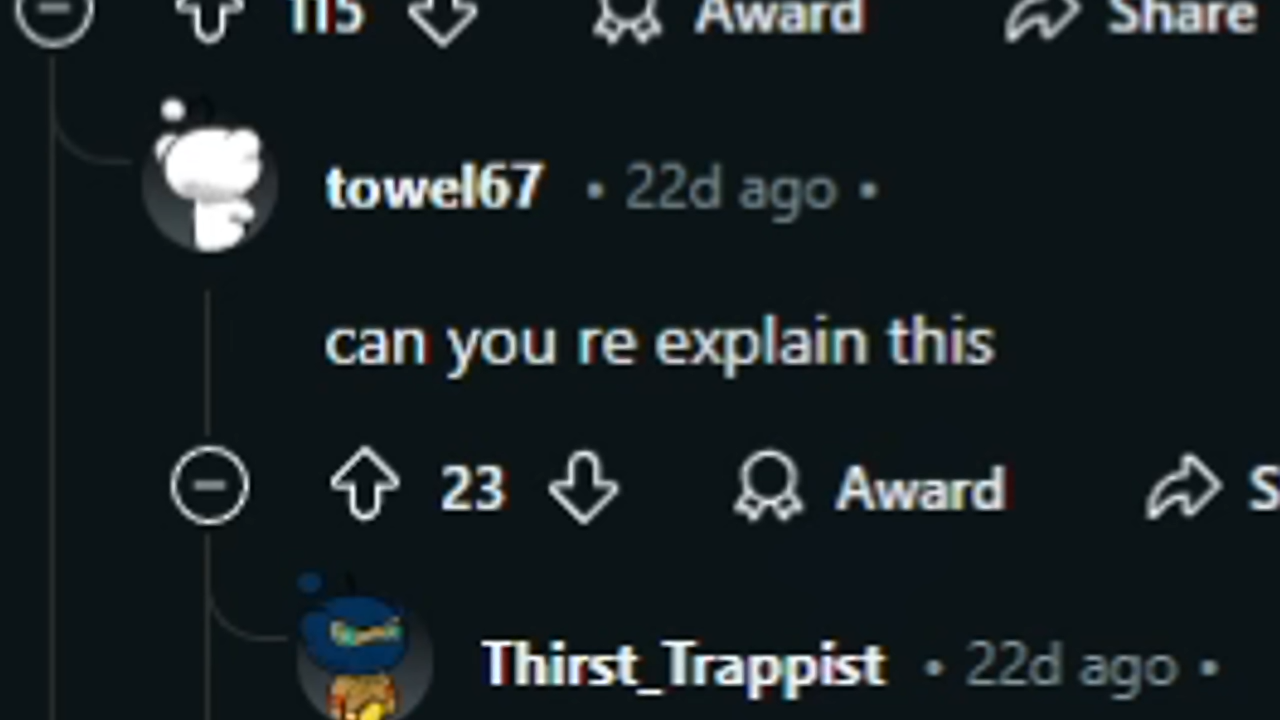 115 Award Share
towel67 • 22d ago •
can you re explain this
23 Award S
Thirst_Trappist • 22d ago •